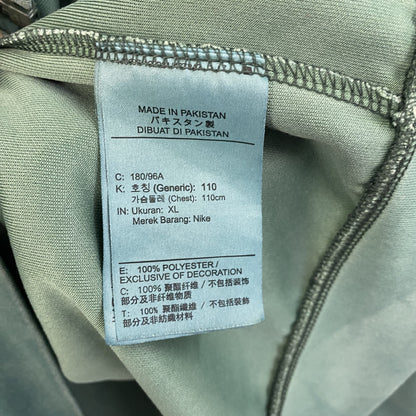 MADE IN PAKISTAN
パキスタン製
DIBUAT DI PAKISTAN
C: 180/96A
K: 호칭 (Generic): 110
가슴둘레 (Chest): 110cm
IN: Ukuran: XL
Merek Barang: Nike
E: 100% POLYESTER/
EXCLUSIVE OF DECORATION
C: 100% 聚酯纤维 / 不包括装饰
部分及非纤维物质
T: 100% 聚酯纖維 / 不包括裝飾
部分及非紡織材料